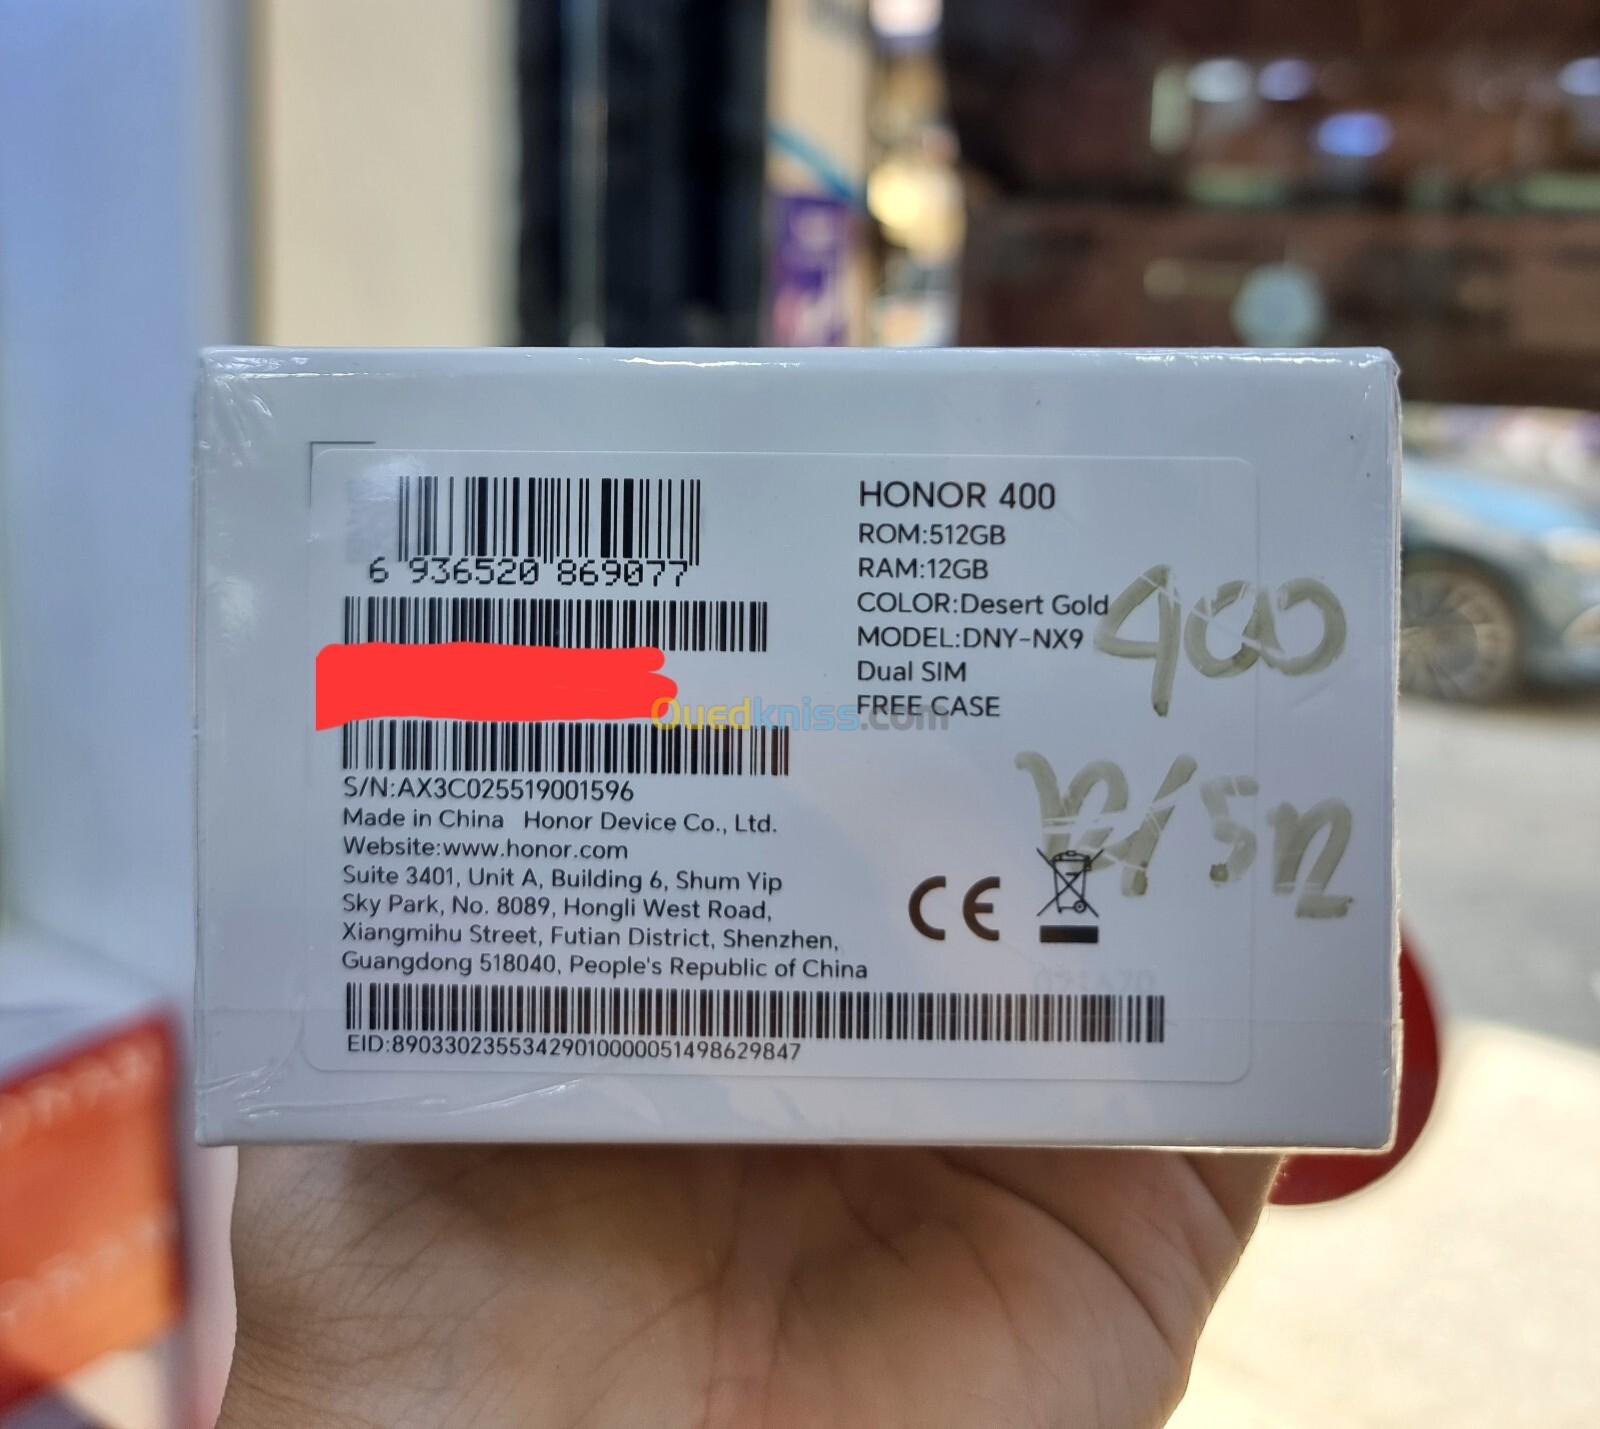 6 936520 869077
S/N:AX3C025519001596
Made in China Honor Device Co., Ltd.
Website:www.honor.com
Suite 3401, Unit A, Building 6, Shum Yip
Sky Park, No. 8089, Hongli West Road,
Xiangmihu Street, Futian District, Shenzhen,
Guangdong 518040, People's Republic of China
EID:89033023553429010000051498629847
HONOR 400
ROM:512GB
RAM:12GB
COLOR:Desert Gold
MODEL:DNY-NX9
Dual SIM
FREE CASE
CE
400
12/512
Ouedkniss.com